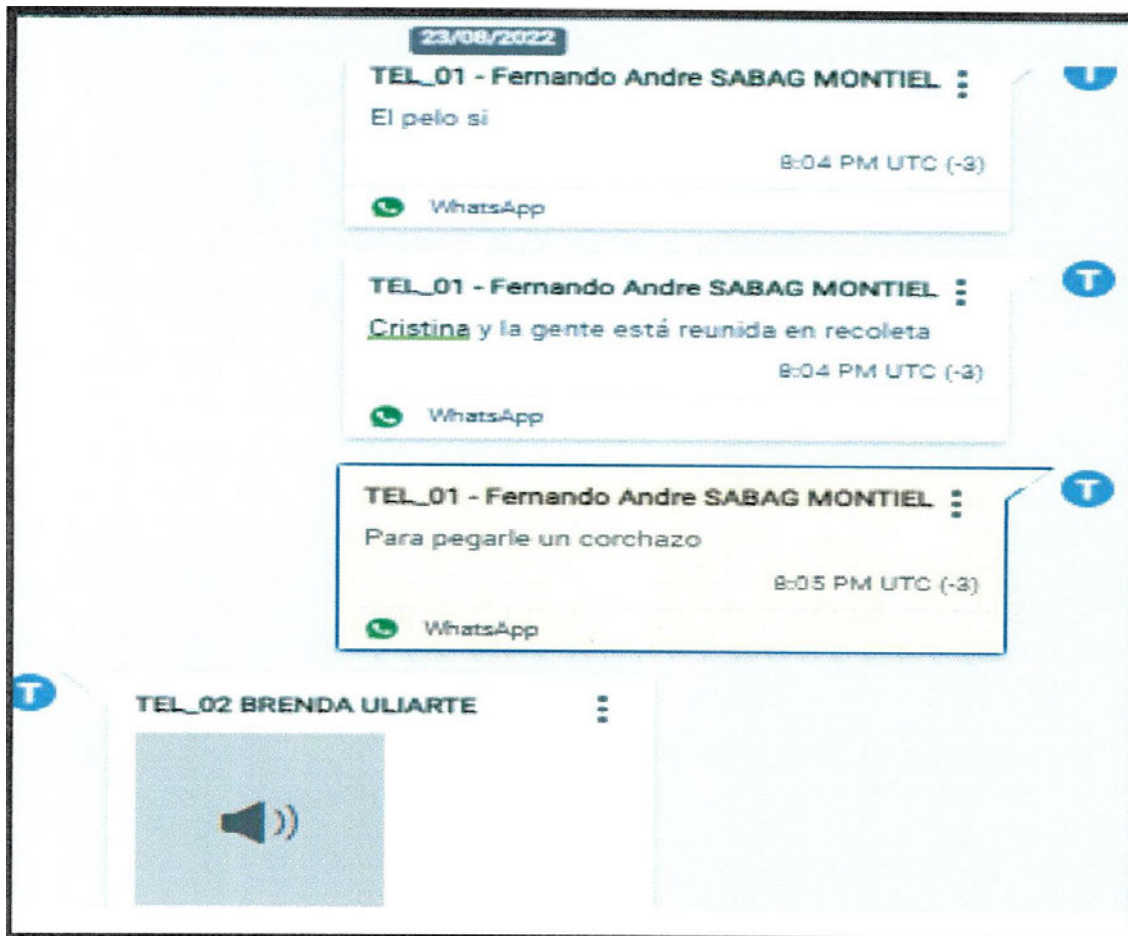 23/08/2022
TEL_01 - Fernando Andre SABAG MONTIEL
T
El pelo si
8:04 PM UTC (-3)
WhatsApp
TEL_01 - Fernando Andre SABAG MONTIEL
T
Cristina y la gente está reunida en recoleta
8:04 PM UTC (-3)
WhatsApp
TEL_01 - Fernando Andre SABAG MONTIEL
T
Para pegarle un corchazo
8:05 PM UTC (-3)
WhatsApp
T
TEL_02 BRENDA ULIARTE